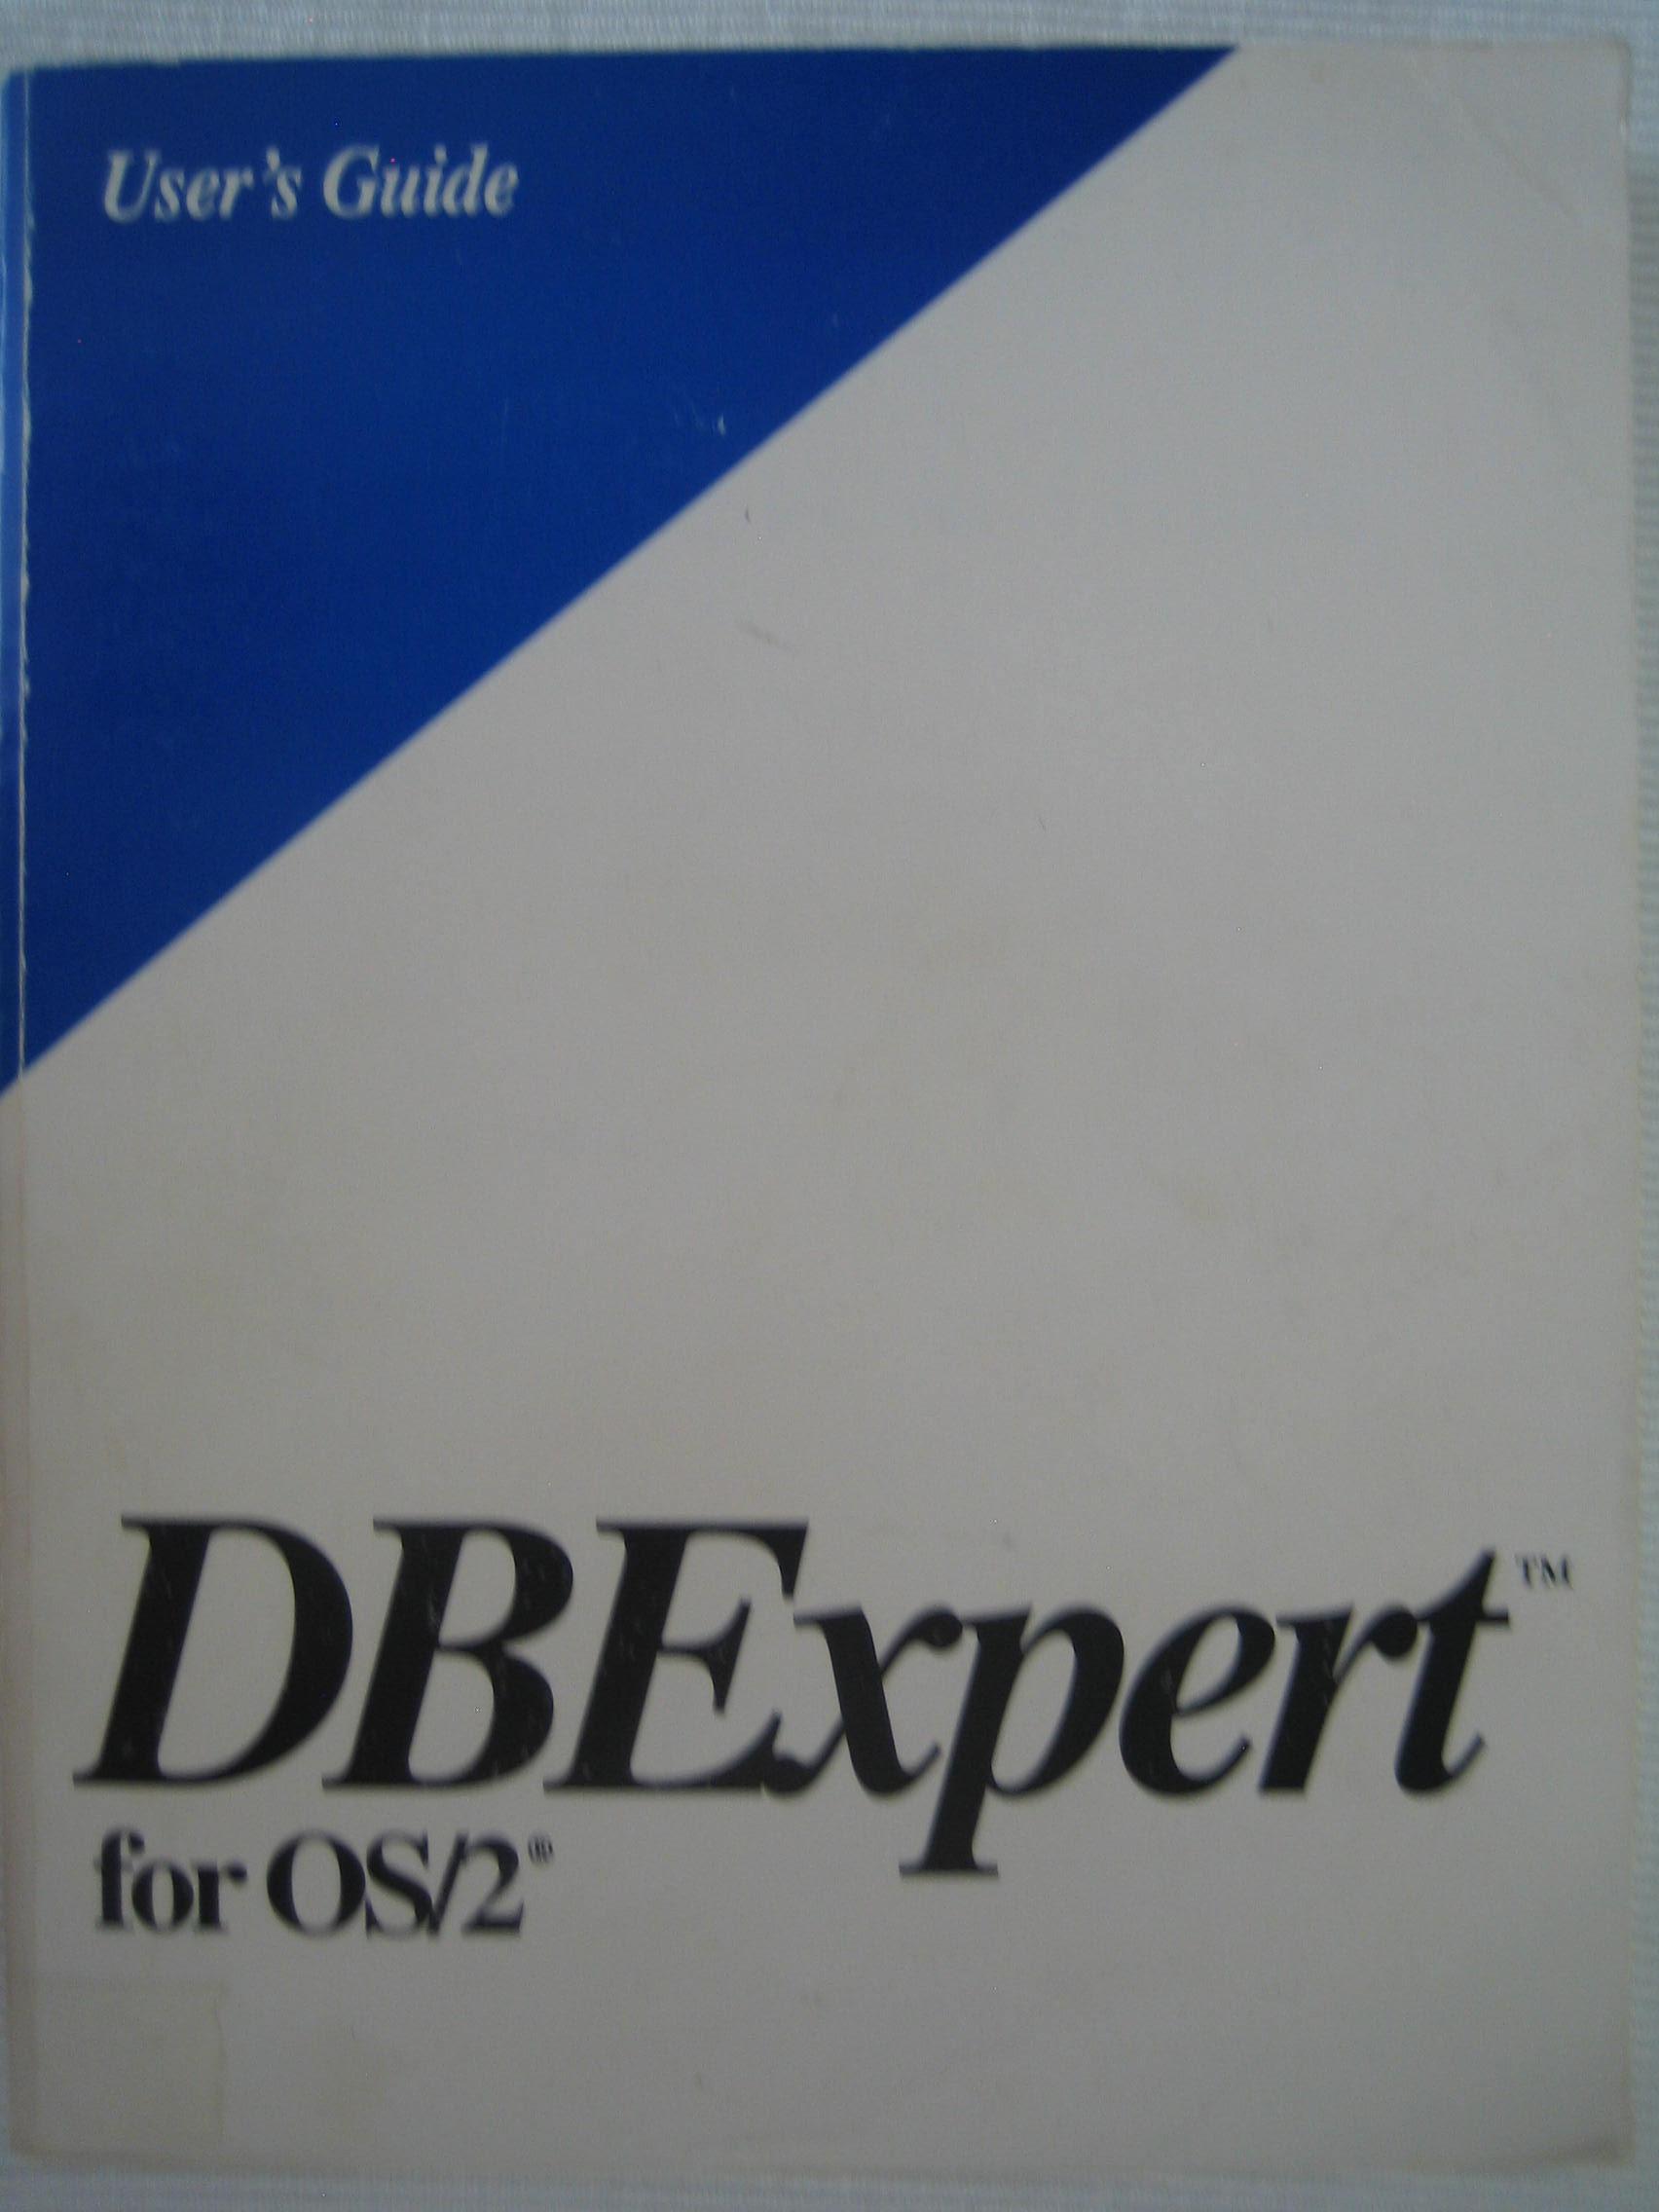 User's Guide
DBExpert™
for OS/2®